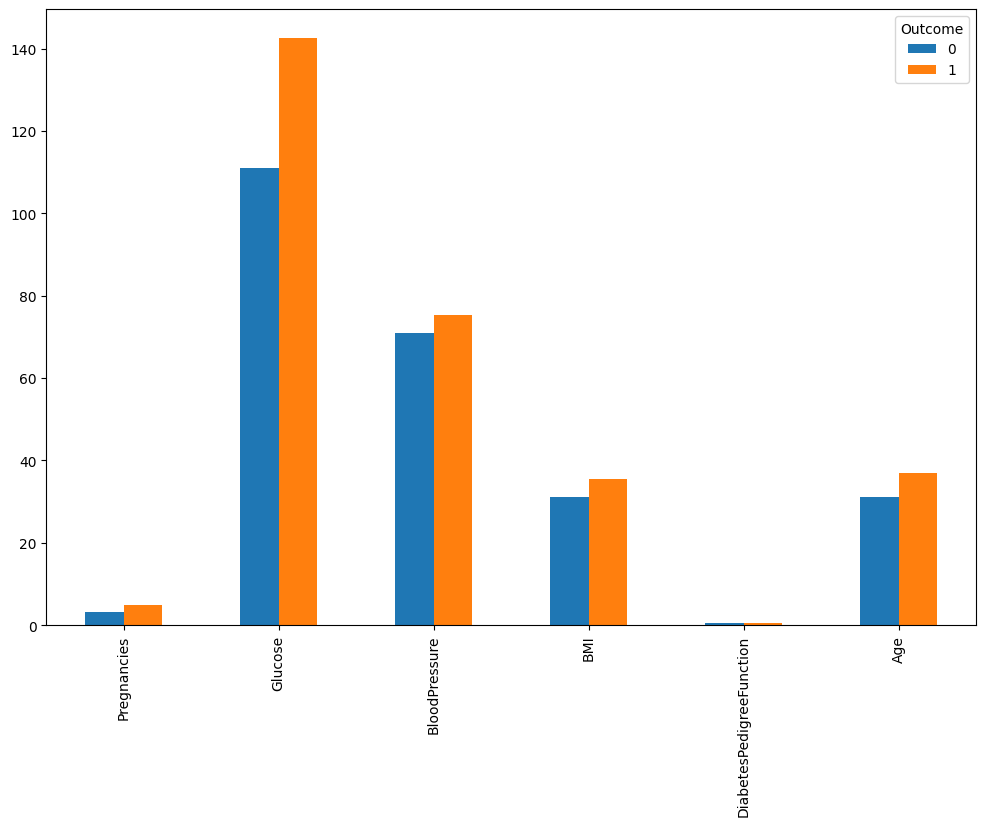 Outcome
0
1
140
120
100
80
60
40
20
0
Pregnancies
Glucose
BloodPressure
BMI
DiabetesPedigreeFunction
Age